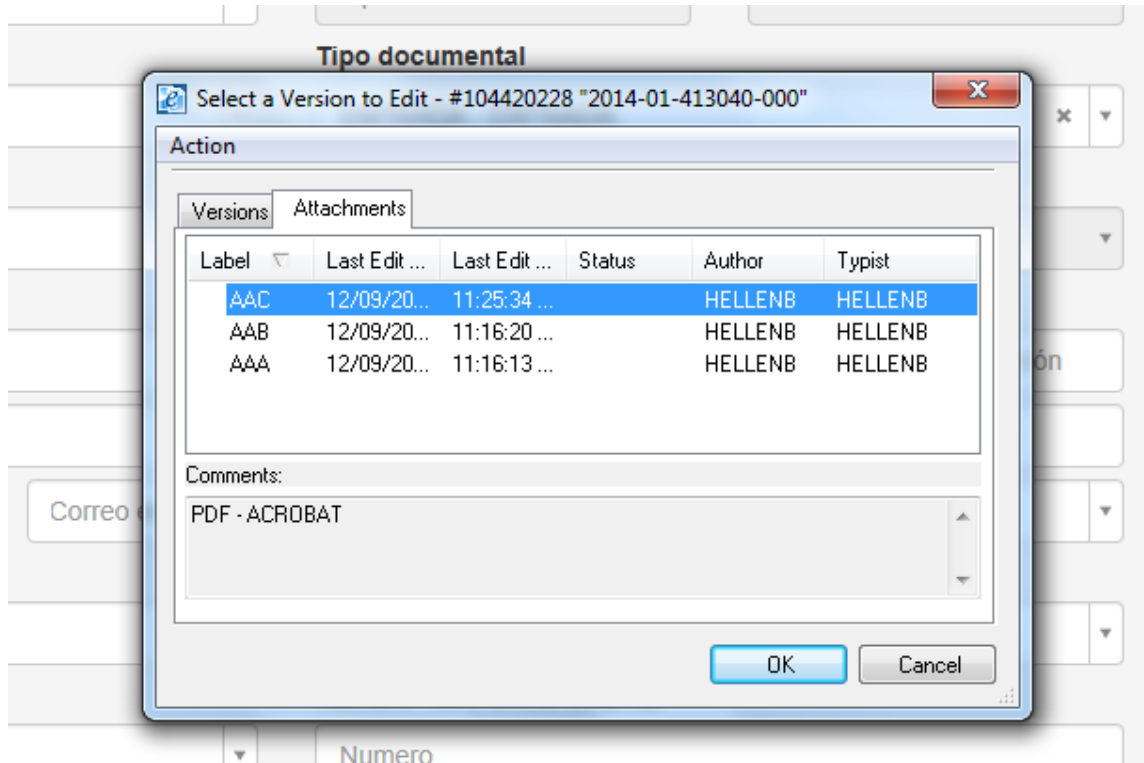 Tipo documental
Select a Version to Edit - #104420228 "2014-01-413040-000"
Action
Versions Attachments
Label Last Edit ... Last Edit ... Status Author Typist
AAC 12/09/20... 11:25:34 ... HELLENB HELLENB
AAB 12/09/20... 11:16:20 ... HELLENB HELLENB
AAA 12/09/20... 11:16:13 ... HELLENB HELLENB
ón
Comments:
Correo
PDF - ACROBAT
OK Cancel
Numero